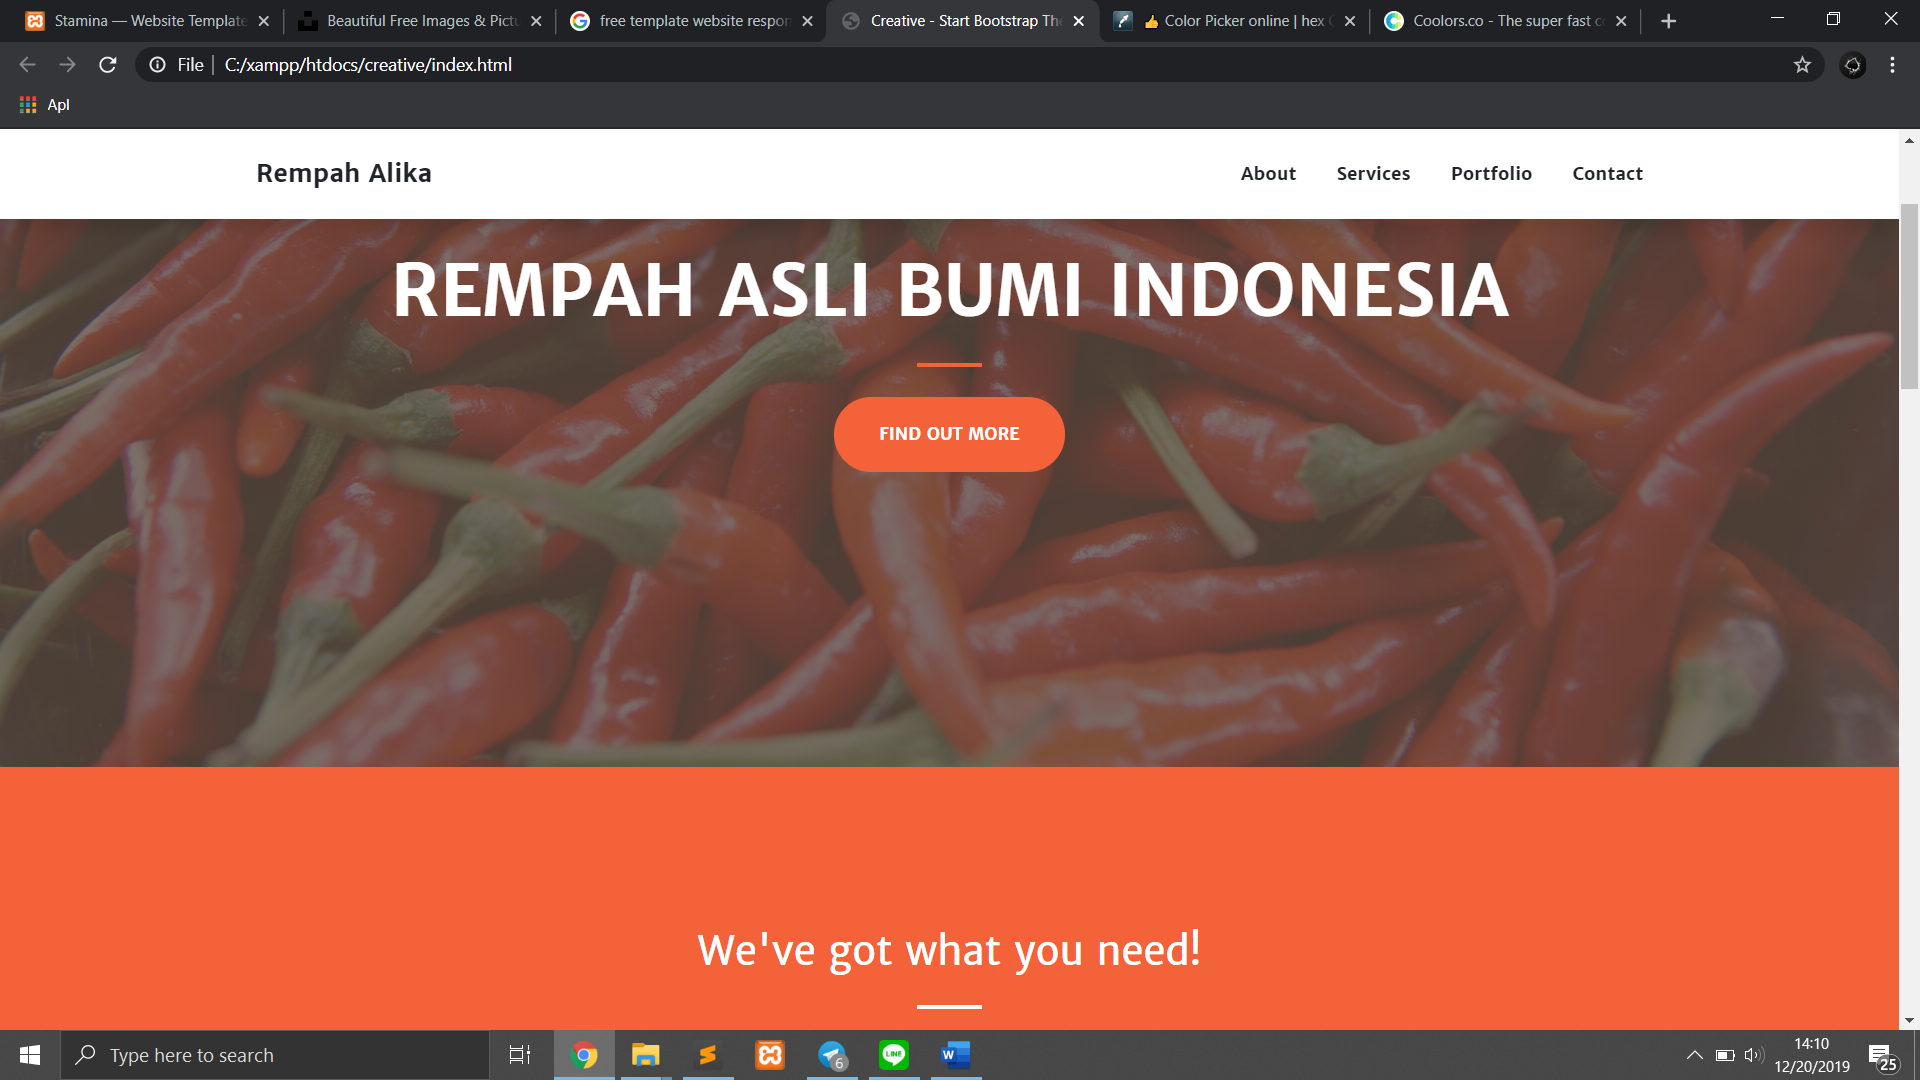 Stamina — Website Template
Beautiful Free Images & Pictu
free template website respon
Creative - Start Bootstrap The
Color Picker online | hex
Coolors.co - The super fast c
File
C:/xampp/htdocs/creative/index.html
Apl
Rempah Alika
About
Services
Portfolio
Contact
REMPAH ASLI BUMI INDONESIA
FIND OUT MORE
We've got what you need!
Type here to search
6
LINE
W
14:10
12/20/2019
25